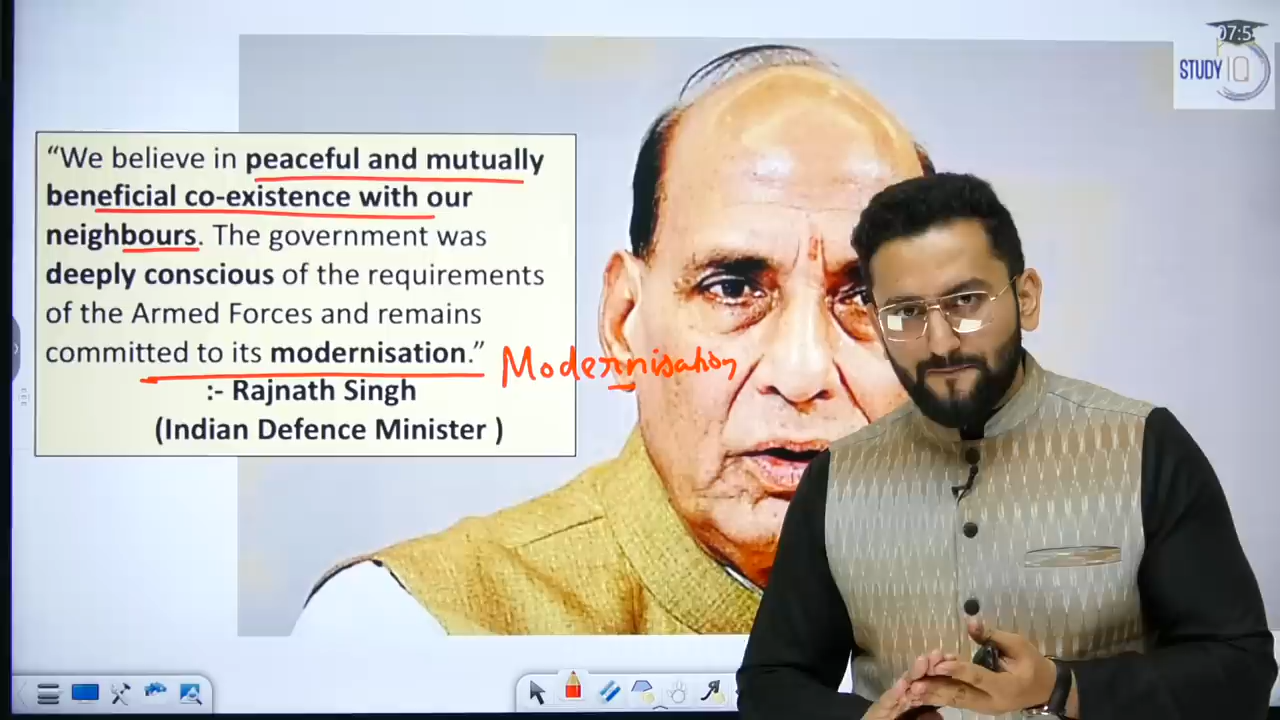 07:5
STUDY IQ
“We believe in peaceful and mutually
beneficial co-existence with our
neighbours. The government was
deeply conscious of the requirements
of the Armed Forces and remains
committed to its modernisation.”
Modernisation
:- Rajnath Singh
(Indian Defence Minister )